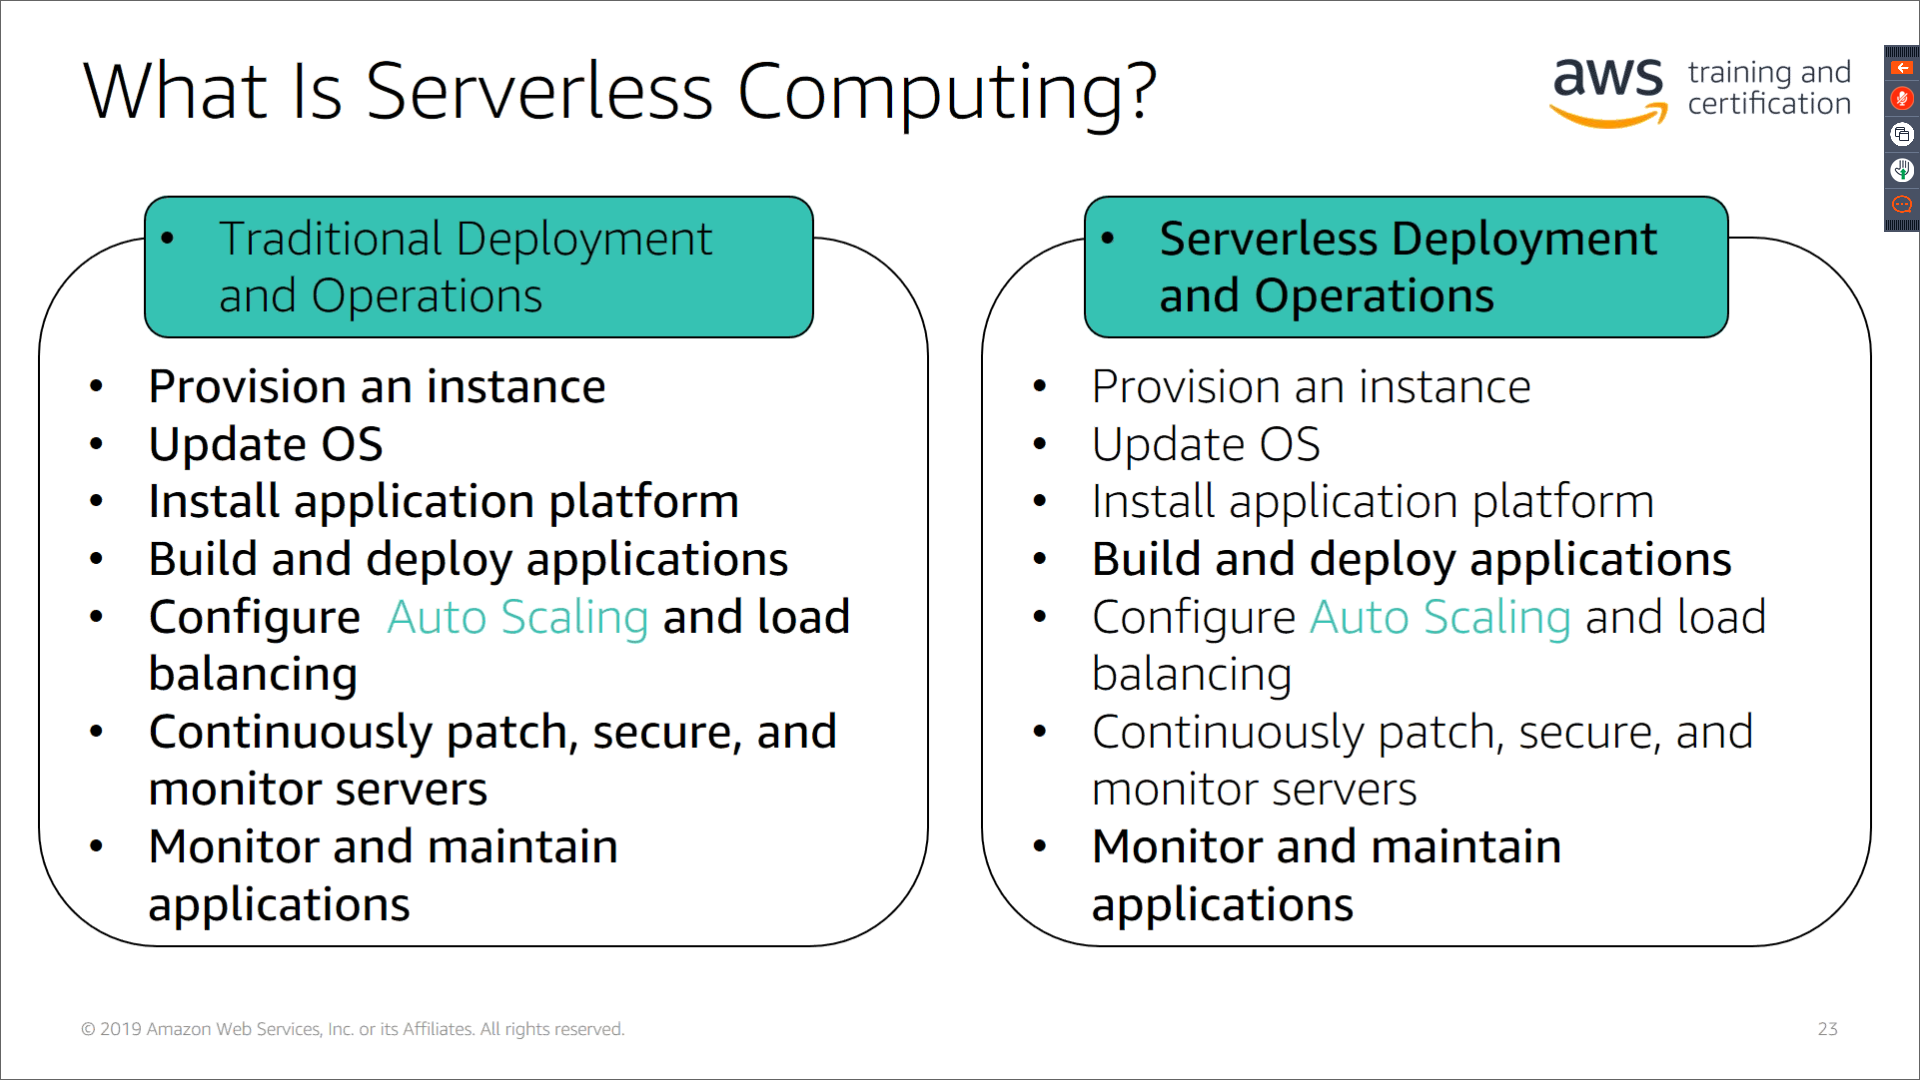 What Is Serverless Computing?
aws training and
certification
• Traditional Deployment
and Operations
• Provision an instance
• Update OS
• Install application platform
• Build and deploy applications
• Configure  Auto Scaling and load
balancing
• Continuously patch, secure, and
monitor servers
• Monitor and maintain
applications
• Serverless Deployment
and Operations
• Provision an instance
• Update OS
• Install application platform
• Build and deploy applications
• Configure Auto Scaling and load
balancing
• Continuously patch, secure, and
monitor servers
• Monitor and maintain
applications
© 2019 Amazon Web Services, Inc. or its Affiliates. All rights reserved.
23